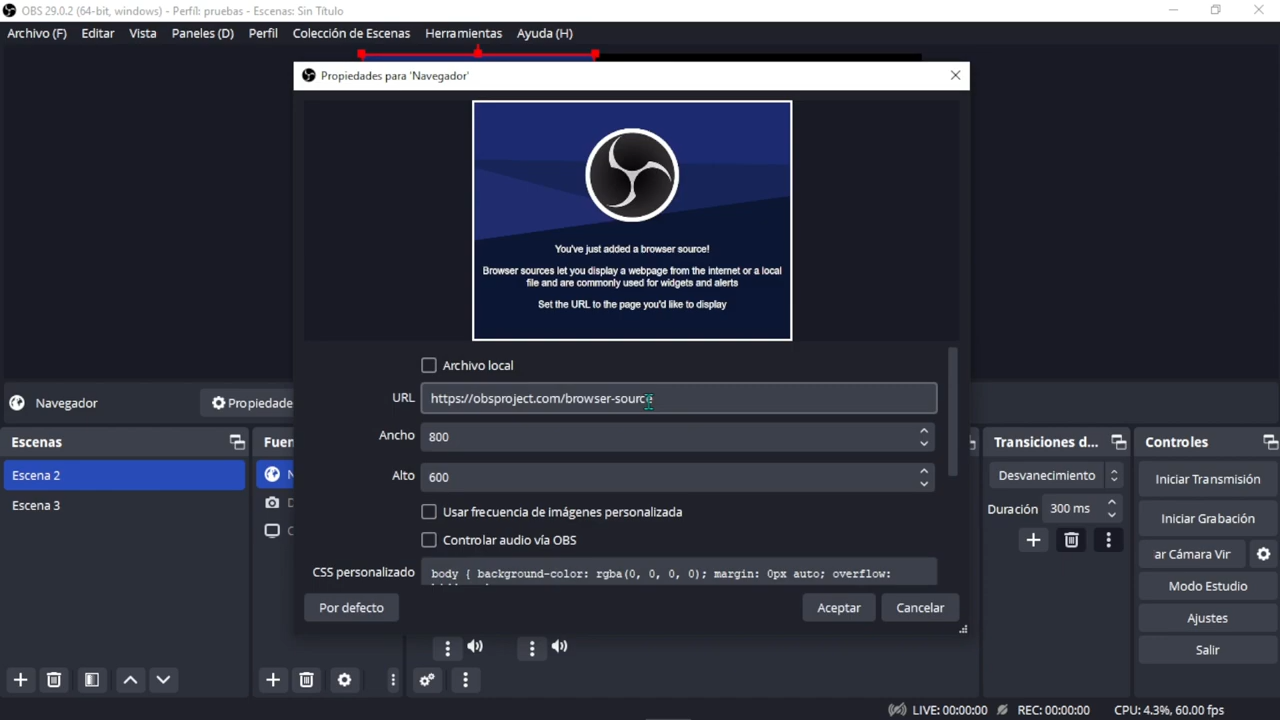 OBS 29.0.2 (64-bit, windows) - Perfil: pruebas - Escenas: Sin Título
Archivo (F) Editar Vista Paneles (D) Perfil Colección de Escenas Herramientas Ayuda (H)
Propiedades para 'Navegador'
You've just added a browser source!
Browser sources let you display a webpage from the internet or a local
file and are commonly used for widgets and alerts
Set the URL to the page you'd like to display
Archivo local
URL https://obsproject.com/browser-source
Ancho 800
Alto 600
Usar frecuencia de imágenes personalizada
Controlar audio vía OBS
CSS personalizado body { background-color: rgba(0, 0, 0, 0); margin: 0px auto; overflow:
Por defecto Aceptar Cancelar
Navegador Propiedade
Escenas
Escena 2
Escena 3
Fuen
N
C
Transiciones d...
Desvanecimiento
Duración 300 ms
Controles
Iniciar Transmisión
Iniciar Grabación
ar Cámara Vir
Modo Estudio
Ajustes
Salir
LIVE: 00:00:00 REC: 00:00:00 CPU: 4.3%, 60.00 fps